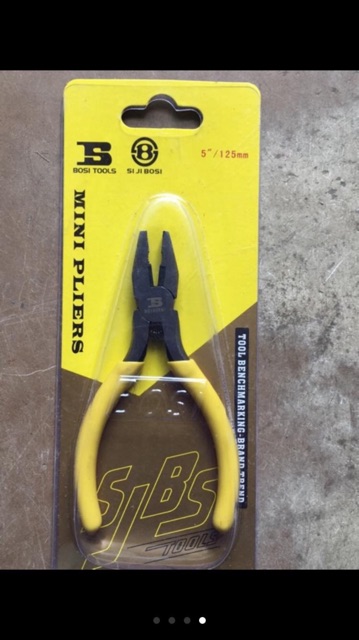 BOSI TOOLS
SI JI BOSI
5"/125mm
MINI PLIERS
TOOL BENCHMARKING-BRAND TREND
SJBS
TOOLS